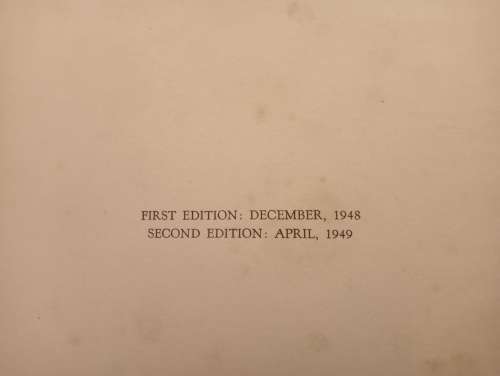 FIRST EDITION: DECEMBER, 1948
SECOND EDITION: APRIL, 1949